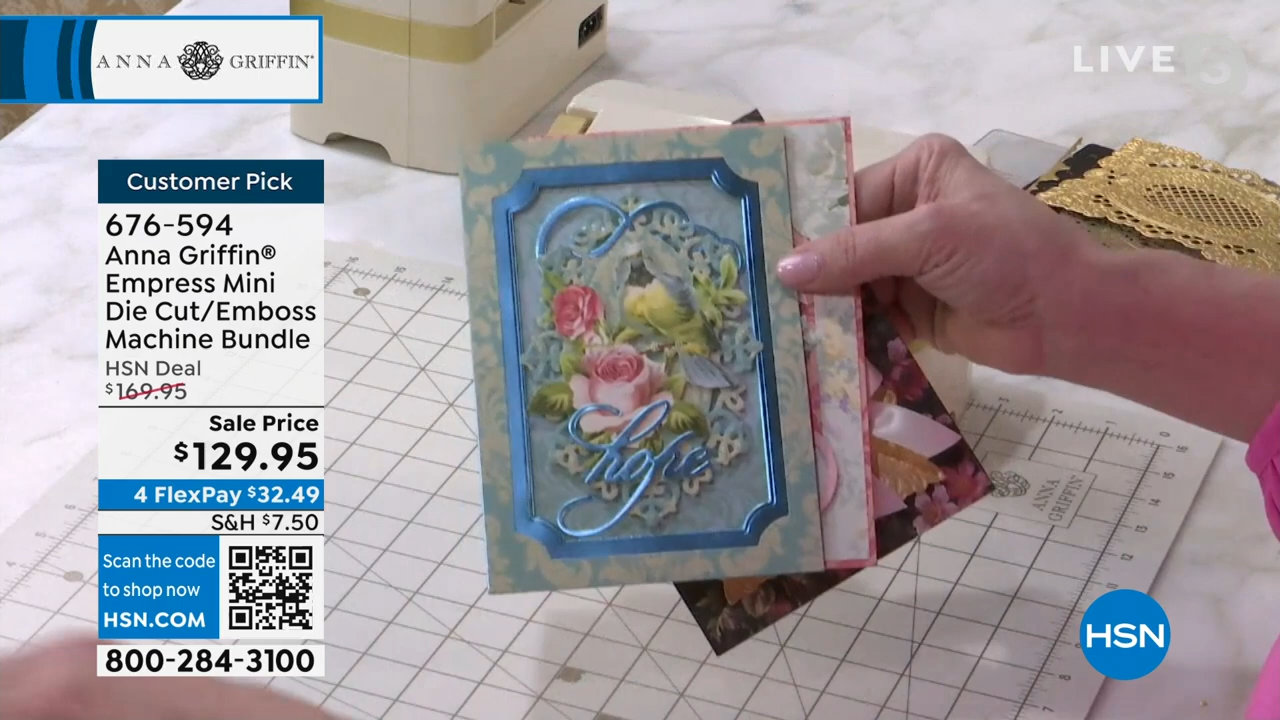 ANNA GRIFFIN®
LIVE
Customer Pick
676-594
Anna Griffin®
Empress Mini
Die Cut/Emboss
Machine Bundle
HSN Deal
$169.95
Sale Price
$129.95
4 FlexPay $32.49
S&H $7.50
Scan the code
to shop now
HSN.COM
800-284-3100
hope
ANNA
GRIFFIN®
HSN